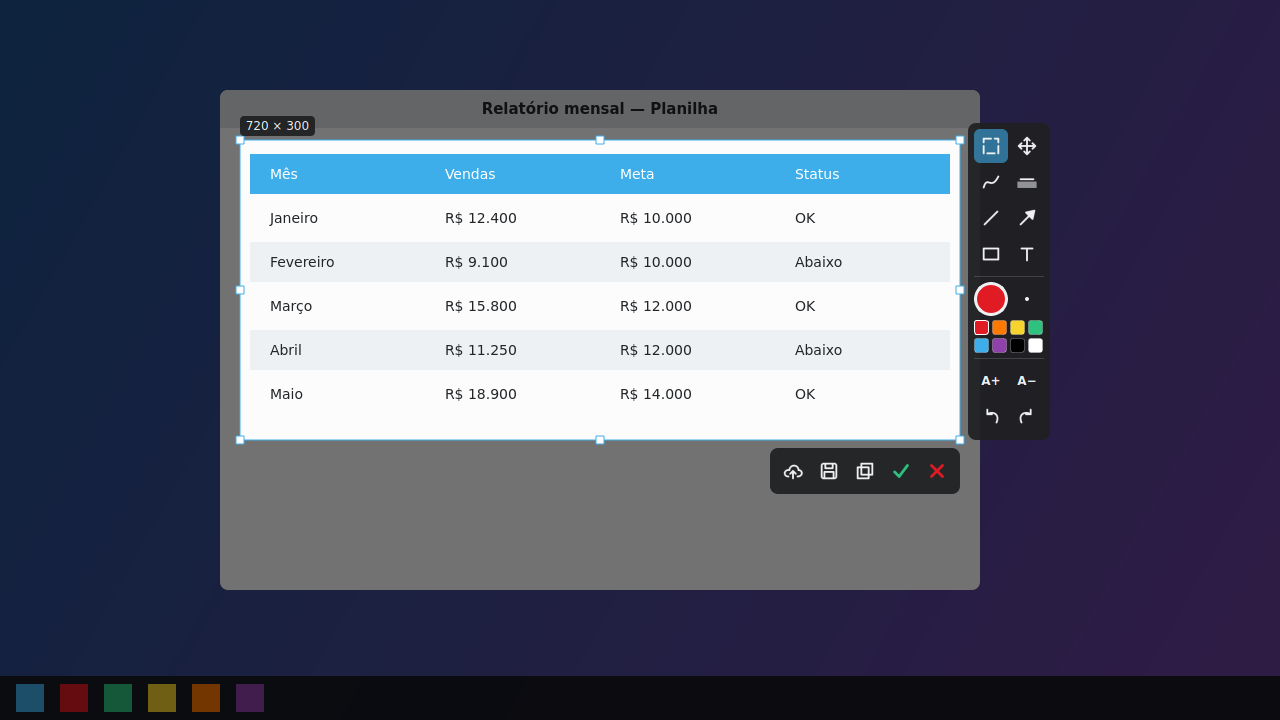 Relatório mensal — Planilha
720 × 300
Mês Vendas Meta Status
Janeiro R$ 12.400 R$ 10.000 OK
Fevereiro R$ 9.100 R$ 10.000 Abaixo
Março R$ 15.800 R$ 12.000 OK
Abril R$ 11.250 R$ 12.000 Abaixo
Maio R$ 18.900 R$ 14.000 OK
T
A+ A−